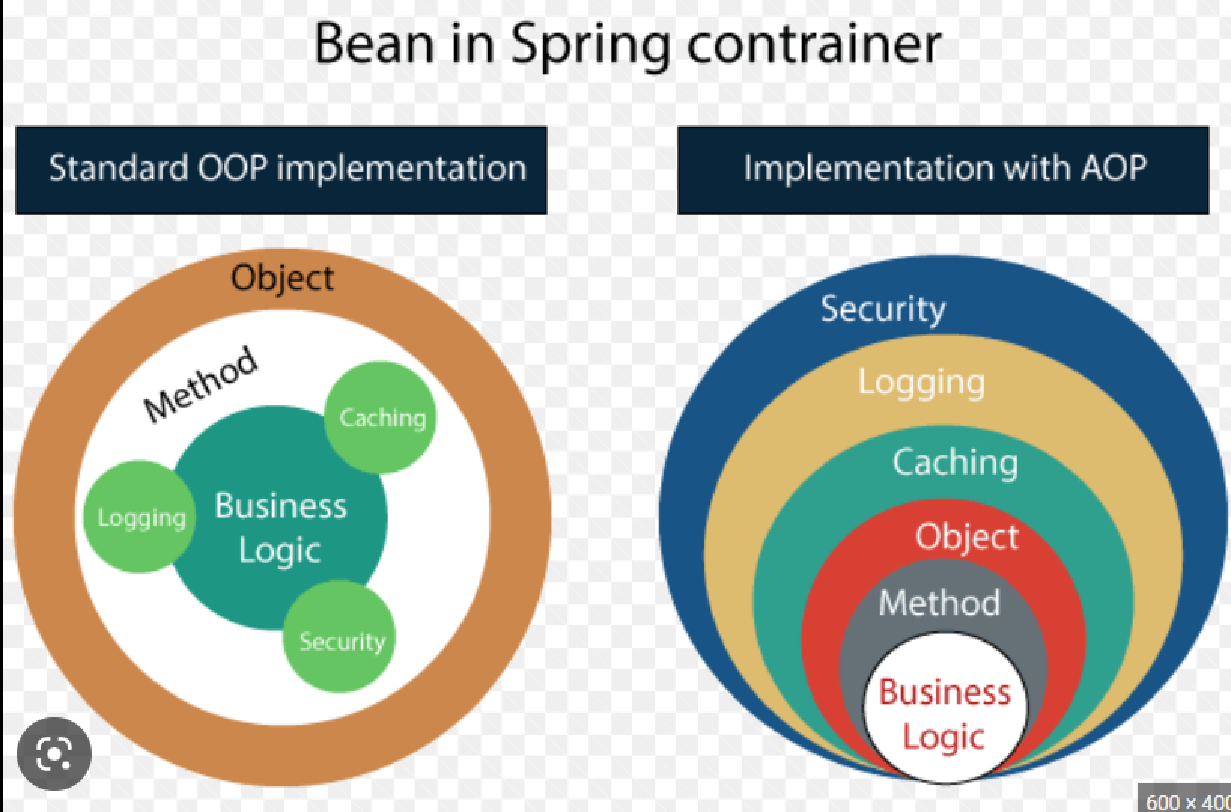 Bean in Spring contrainer
Standard OOP implementation
Implementation with AOP
Object
Method
Caching
Logging
Business
Logic
Security
Security
Logging
Caching
Object
Method
Business
Logic
600 × 400